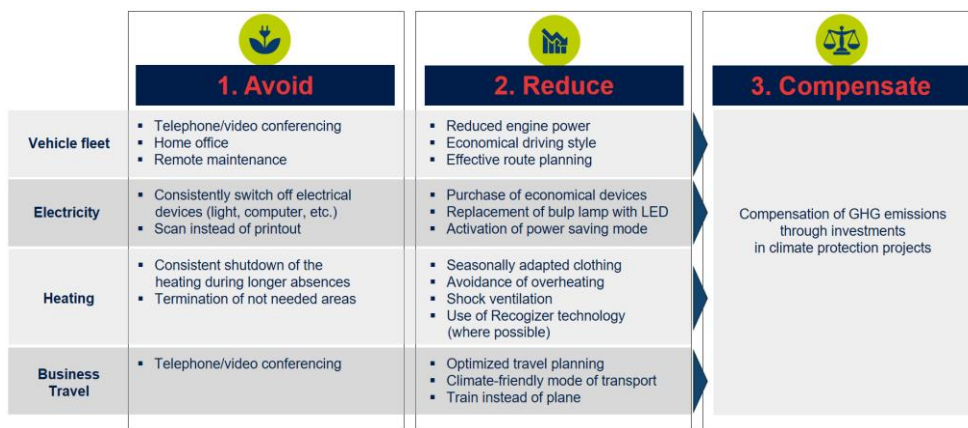 1. Avoid
2. Reduce
3. Compensate
Vehicle fleet
▪ Telephone/video conferencing
▪ Home office
▪ Remote maintenance
▪ Reduced engine power
▪ Economical driving style
▪ Effective route planning
Electricity
▪ Consistently switch off electrical
devices (light, computer, etc.)
▪ Scan instead of printout
▪ Purchase of economical devices
▪ Replacement of bulp lamp with LED
▪ Activation of power saving mode
Heating
▪ Consistent shutdown of the
heating during longer absences
▪ Termination of not needed areas
▪ Seasonally adapted clothing
▪ Avoidance of overheating
▪ Shock ventilation
▪ Use of Recogizer technology
(where possible)
Business
Travel
▪ Telephone/video conferencing
▪ Optimized travel planning
▪ Climate-friendly mode of transport
▪ Train instead of plane
Compensation of GHG emissions
through investments
in climate protection projects